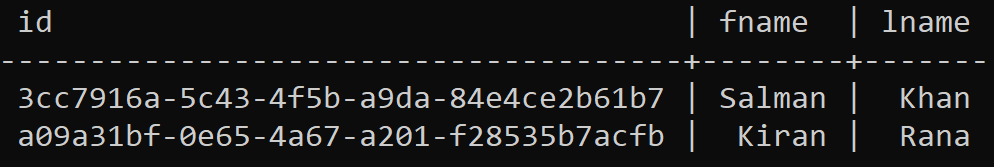 id | fname | lname
--------------------------------------+--------+-------
3cc7916a-5c43-4f5b-a9da-84e4ce2b61b7 | Salman | Khan
a09a31bf-0e65-4a67-a201-f28535b7acfb | Kiran | Rana